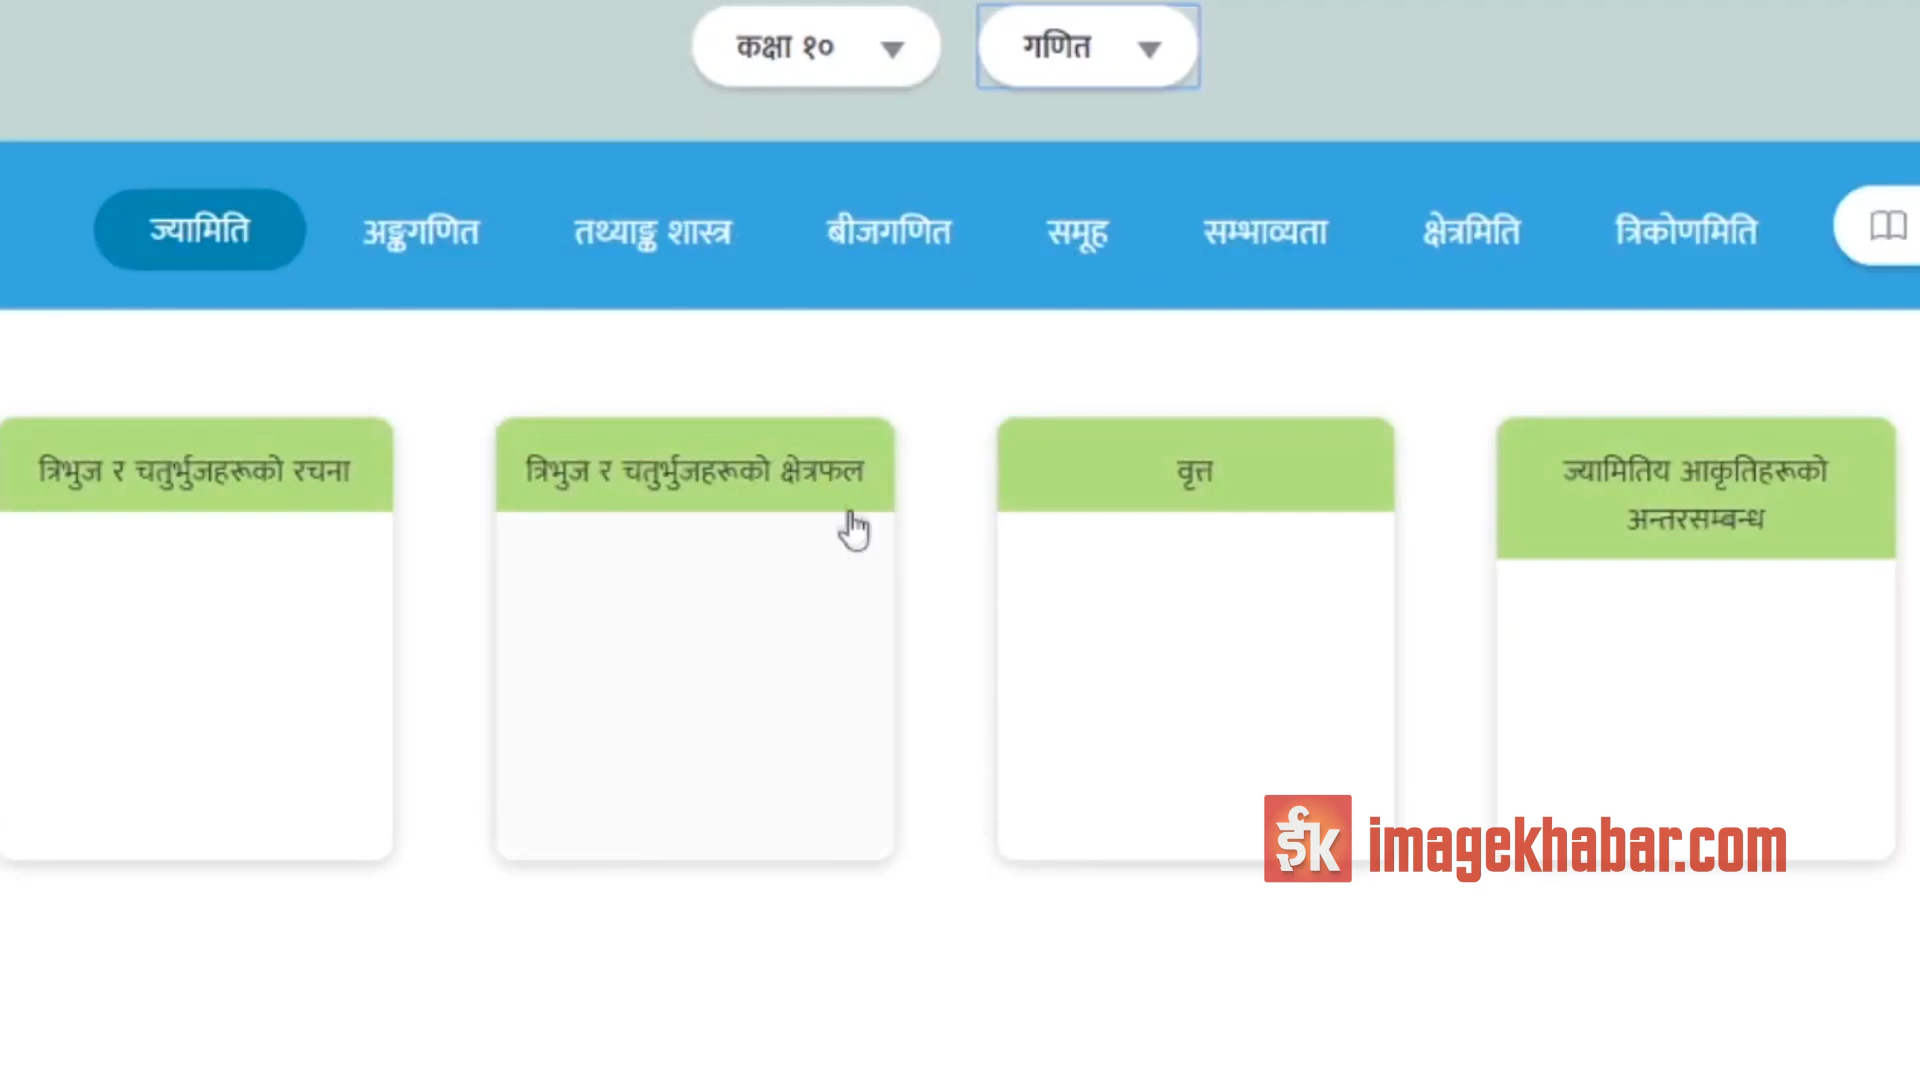 कक्षा १०
गणित
ज्यामिति
अङ्कगणित
तथ्याङ्क शास्त्र
बीजगणित
समूह
सम्भाव्यता
क्षेत्रमिति
त्रिकोणमिति
त्रिभुज र चतुर्भुजहरूको रचना
त्रिभुज र चतुर्भुजहरूको क्षेत्रफल
वृत्त
ज्यामितिय आकृतिहरूको
अन्तरसम्बन्ध
ईk imagekhabar.com